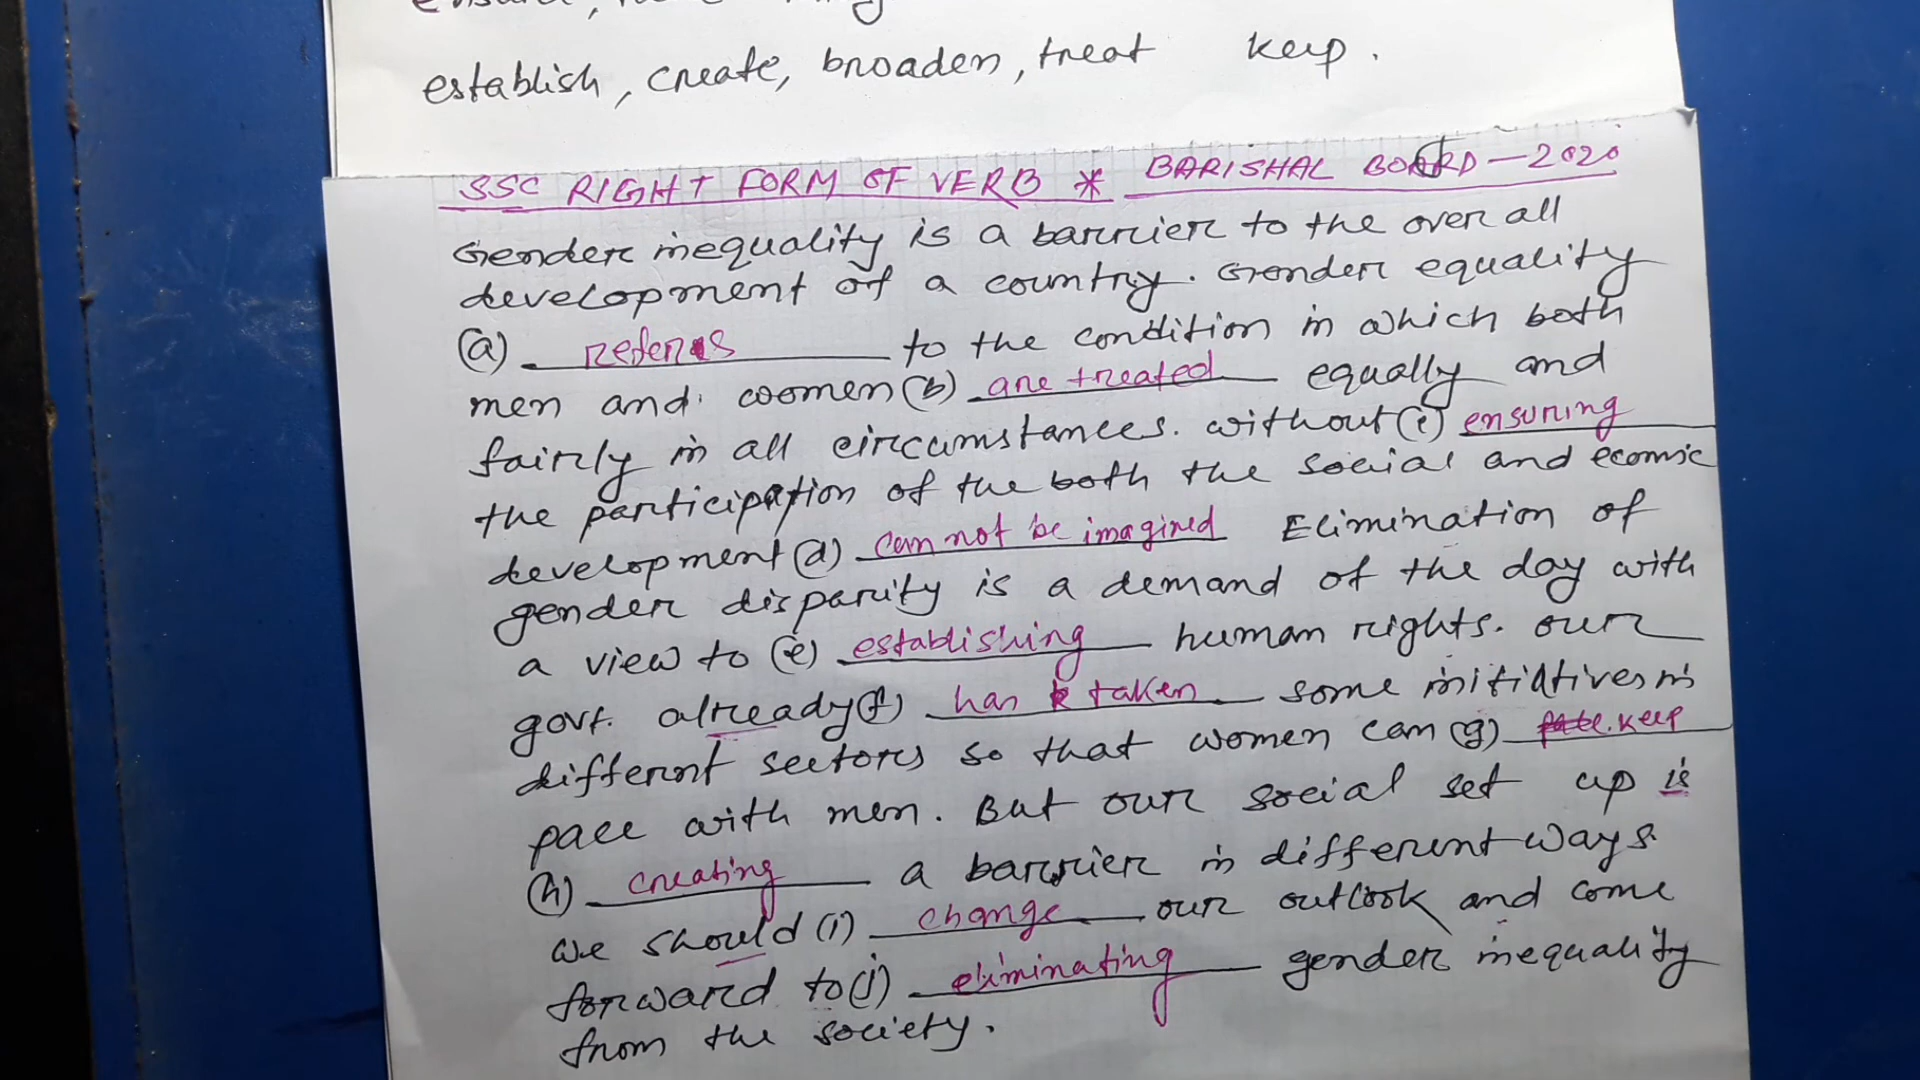 establish, create, broaden, treat keep.
SSC RIGHT FORM OF VERB * BARISHAL BOARD-2020
Gender inequality is a barrier to the over all
development of a country. Gender equality
(a) refers to the condition in which both
men and women (b) are treated equally and
fairly in all circumstances. without (c) ensuring
the participation of the both the social and ecomic
development (d) can not be imagined Elimination of
gender disparity is a demand of the day with
a view to (e) establishing human rights. our
govt. already (f) has taken some initiatives in
different sectors so that women can (g) keep
pace with men. But our social set up is
(h) creating a barrier in different ways.
we should (i) change our outlook and come
forward to (j) eliminating gender inequality
from the society.